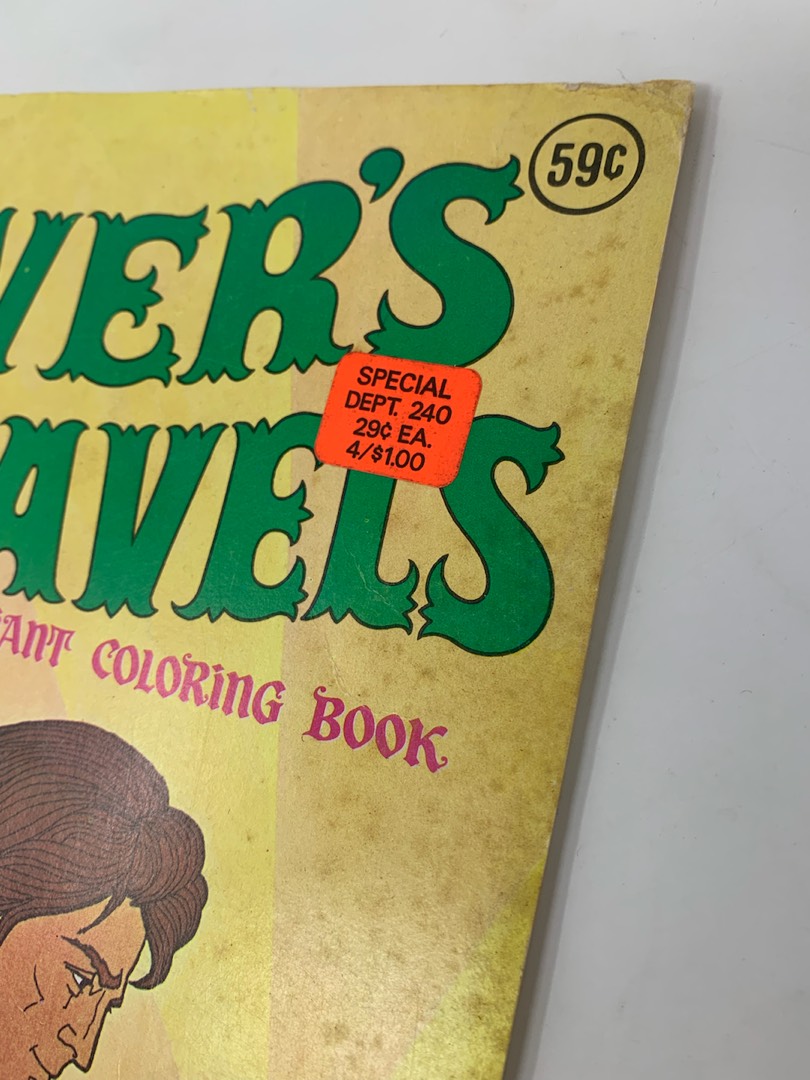 59¢
VER'S
SPECIAL
DEPT. 240
29¢ EA.
4/$1.00
AVELS
ANT COLORING BOOK